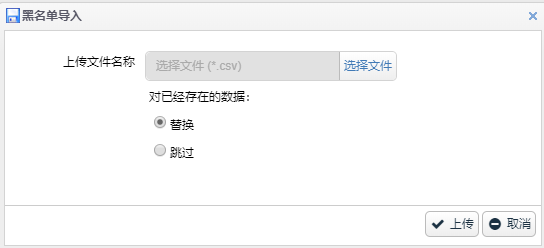 黑名单导入
上传文件名称 选择文件 (*.csv) 选择文件
对已经存在的数据:
替换
跳过
上传 取消